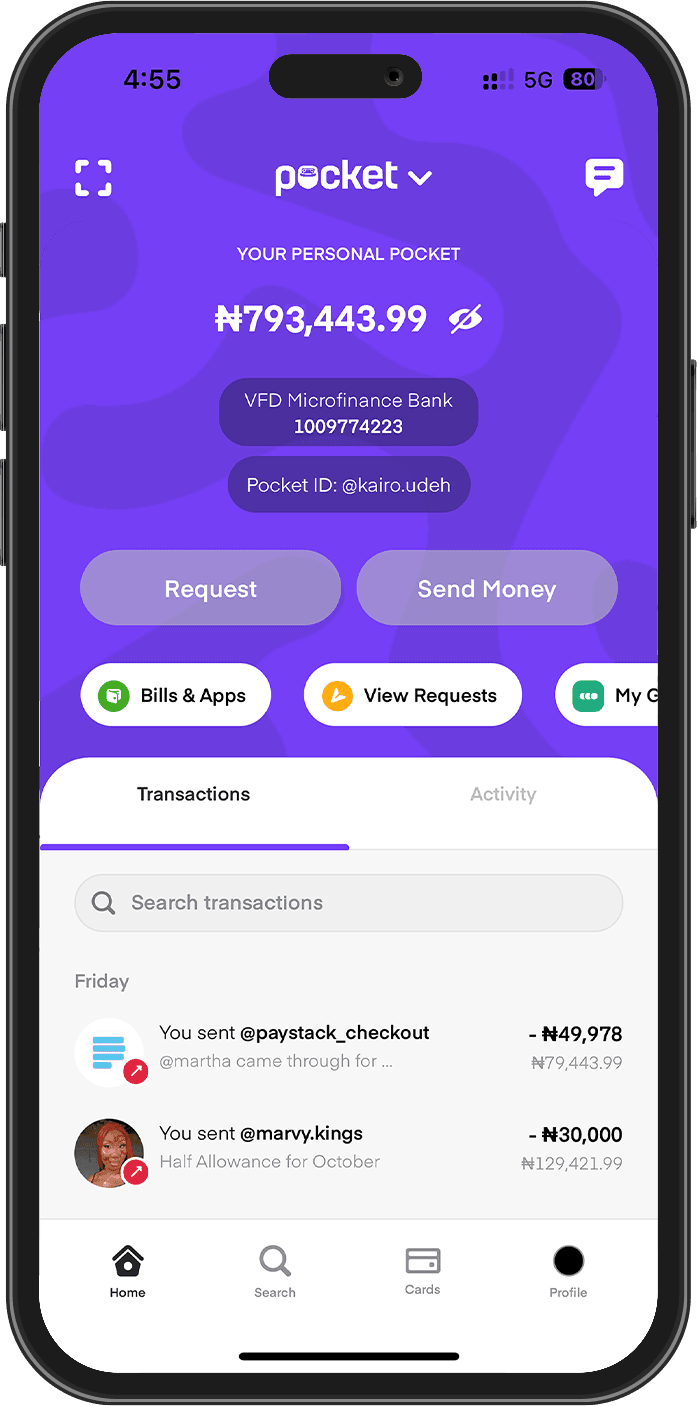 4:55
5G
80
pocket
YOUR PERSONAL POCKET
₦793,443.99
VFD Microfinance Bank
1009774223
Pocket ID: @kairo.udeh
Request
Send Money
Bills & Apps
View Requests
My G
Transactions
Activity
Search transactions
Friday
You sent @paystack_checkout
- ₦49,978
@martha came through for ...
₦79,443.99
You sent @marvy.kings
- ₦30,000
Half Allowance for October
₦129,421.99
Home
Search
Cards
Profile